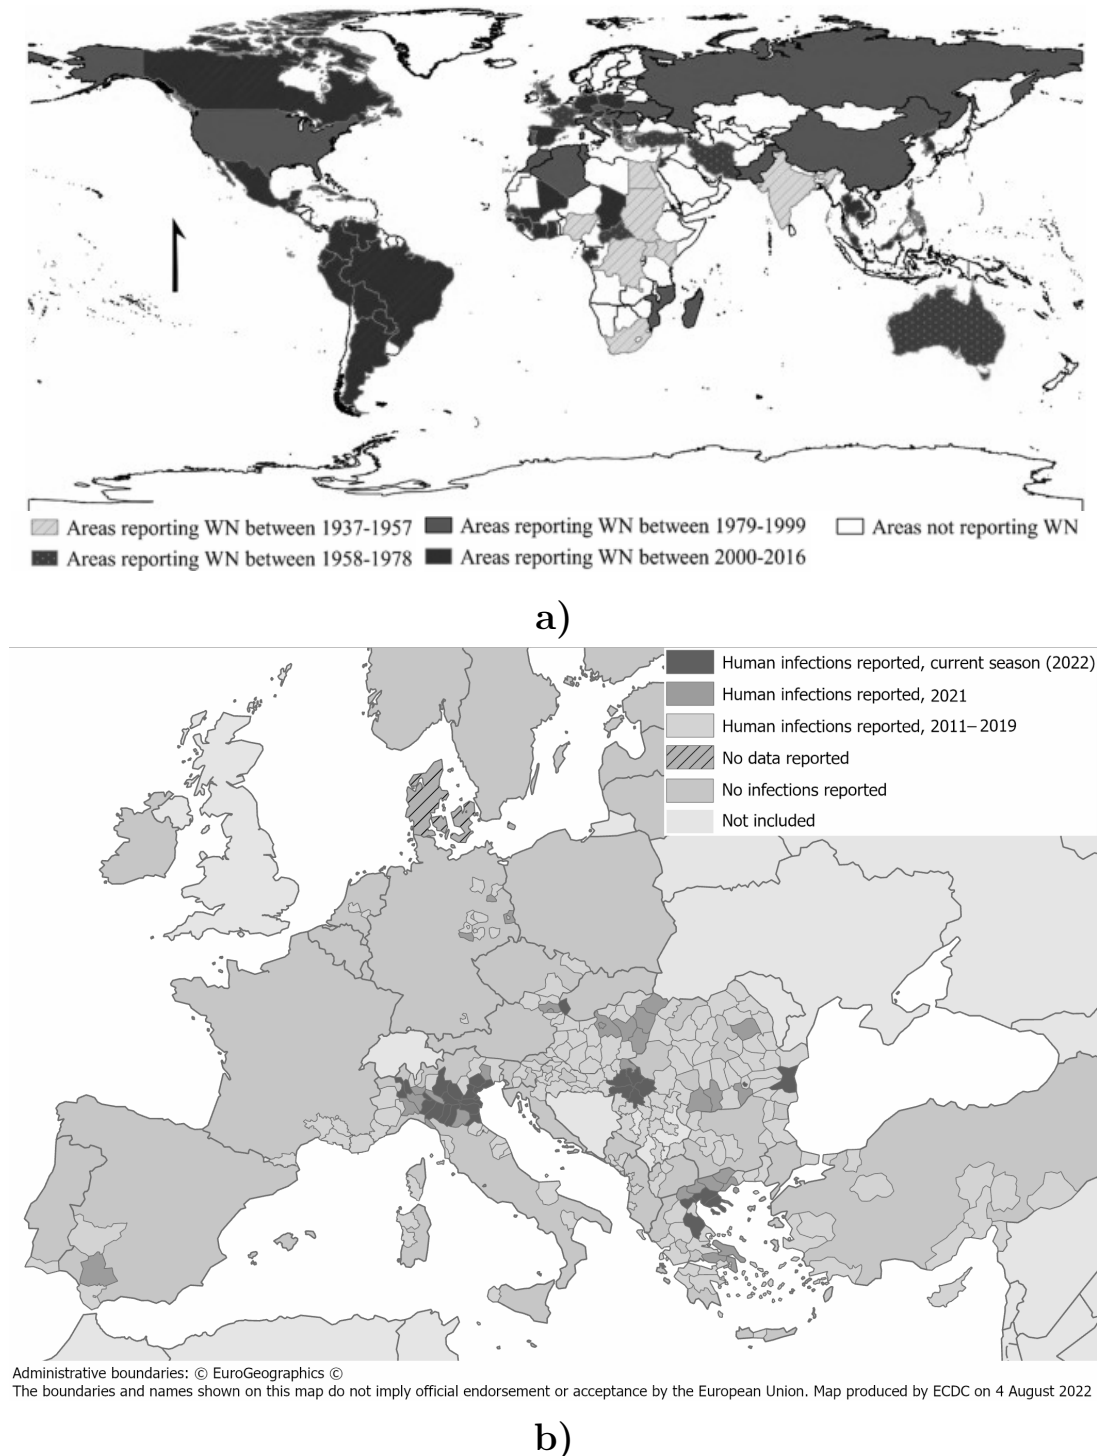 Areas reporting WN between 1937-1957 Areas reporting WN between 1979-1999 Areas not reporting WN
Areas reporting WN between 1958-1978 Areas reporting WN between 2000-2016
a)
Human infections reported, current season (2022)
Human infections reported, 2021
Human infections reported, 2011–2019
No data reported
No infections reported
Not included
Administrative boundaries: © EuroGeographics ©
The boundaries and names shown on this map do not imply official endorsement or acceptance by the European Union. Map produced by ECDC on 4 August 2022
b)